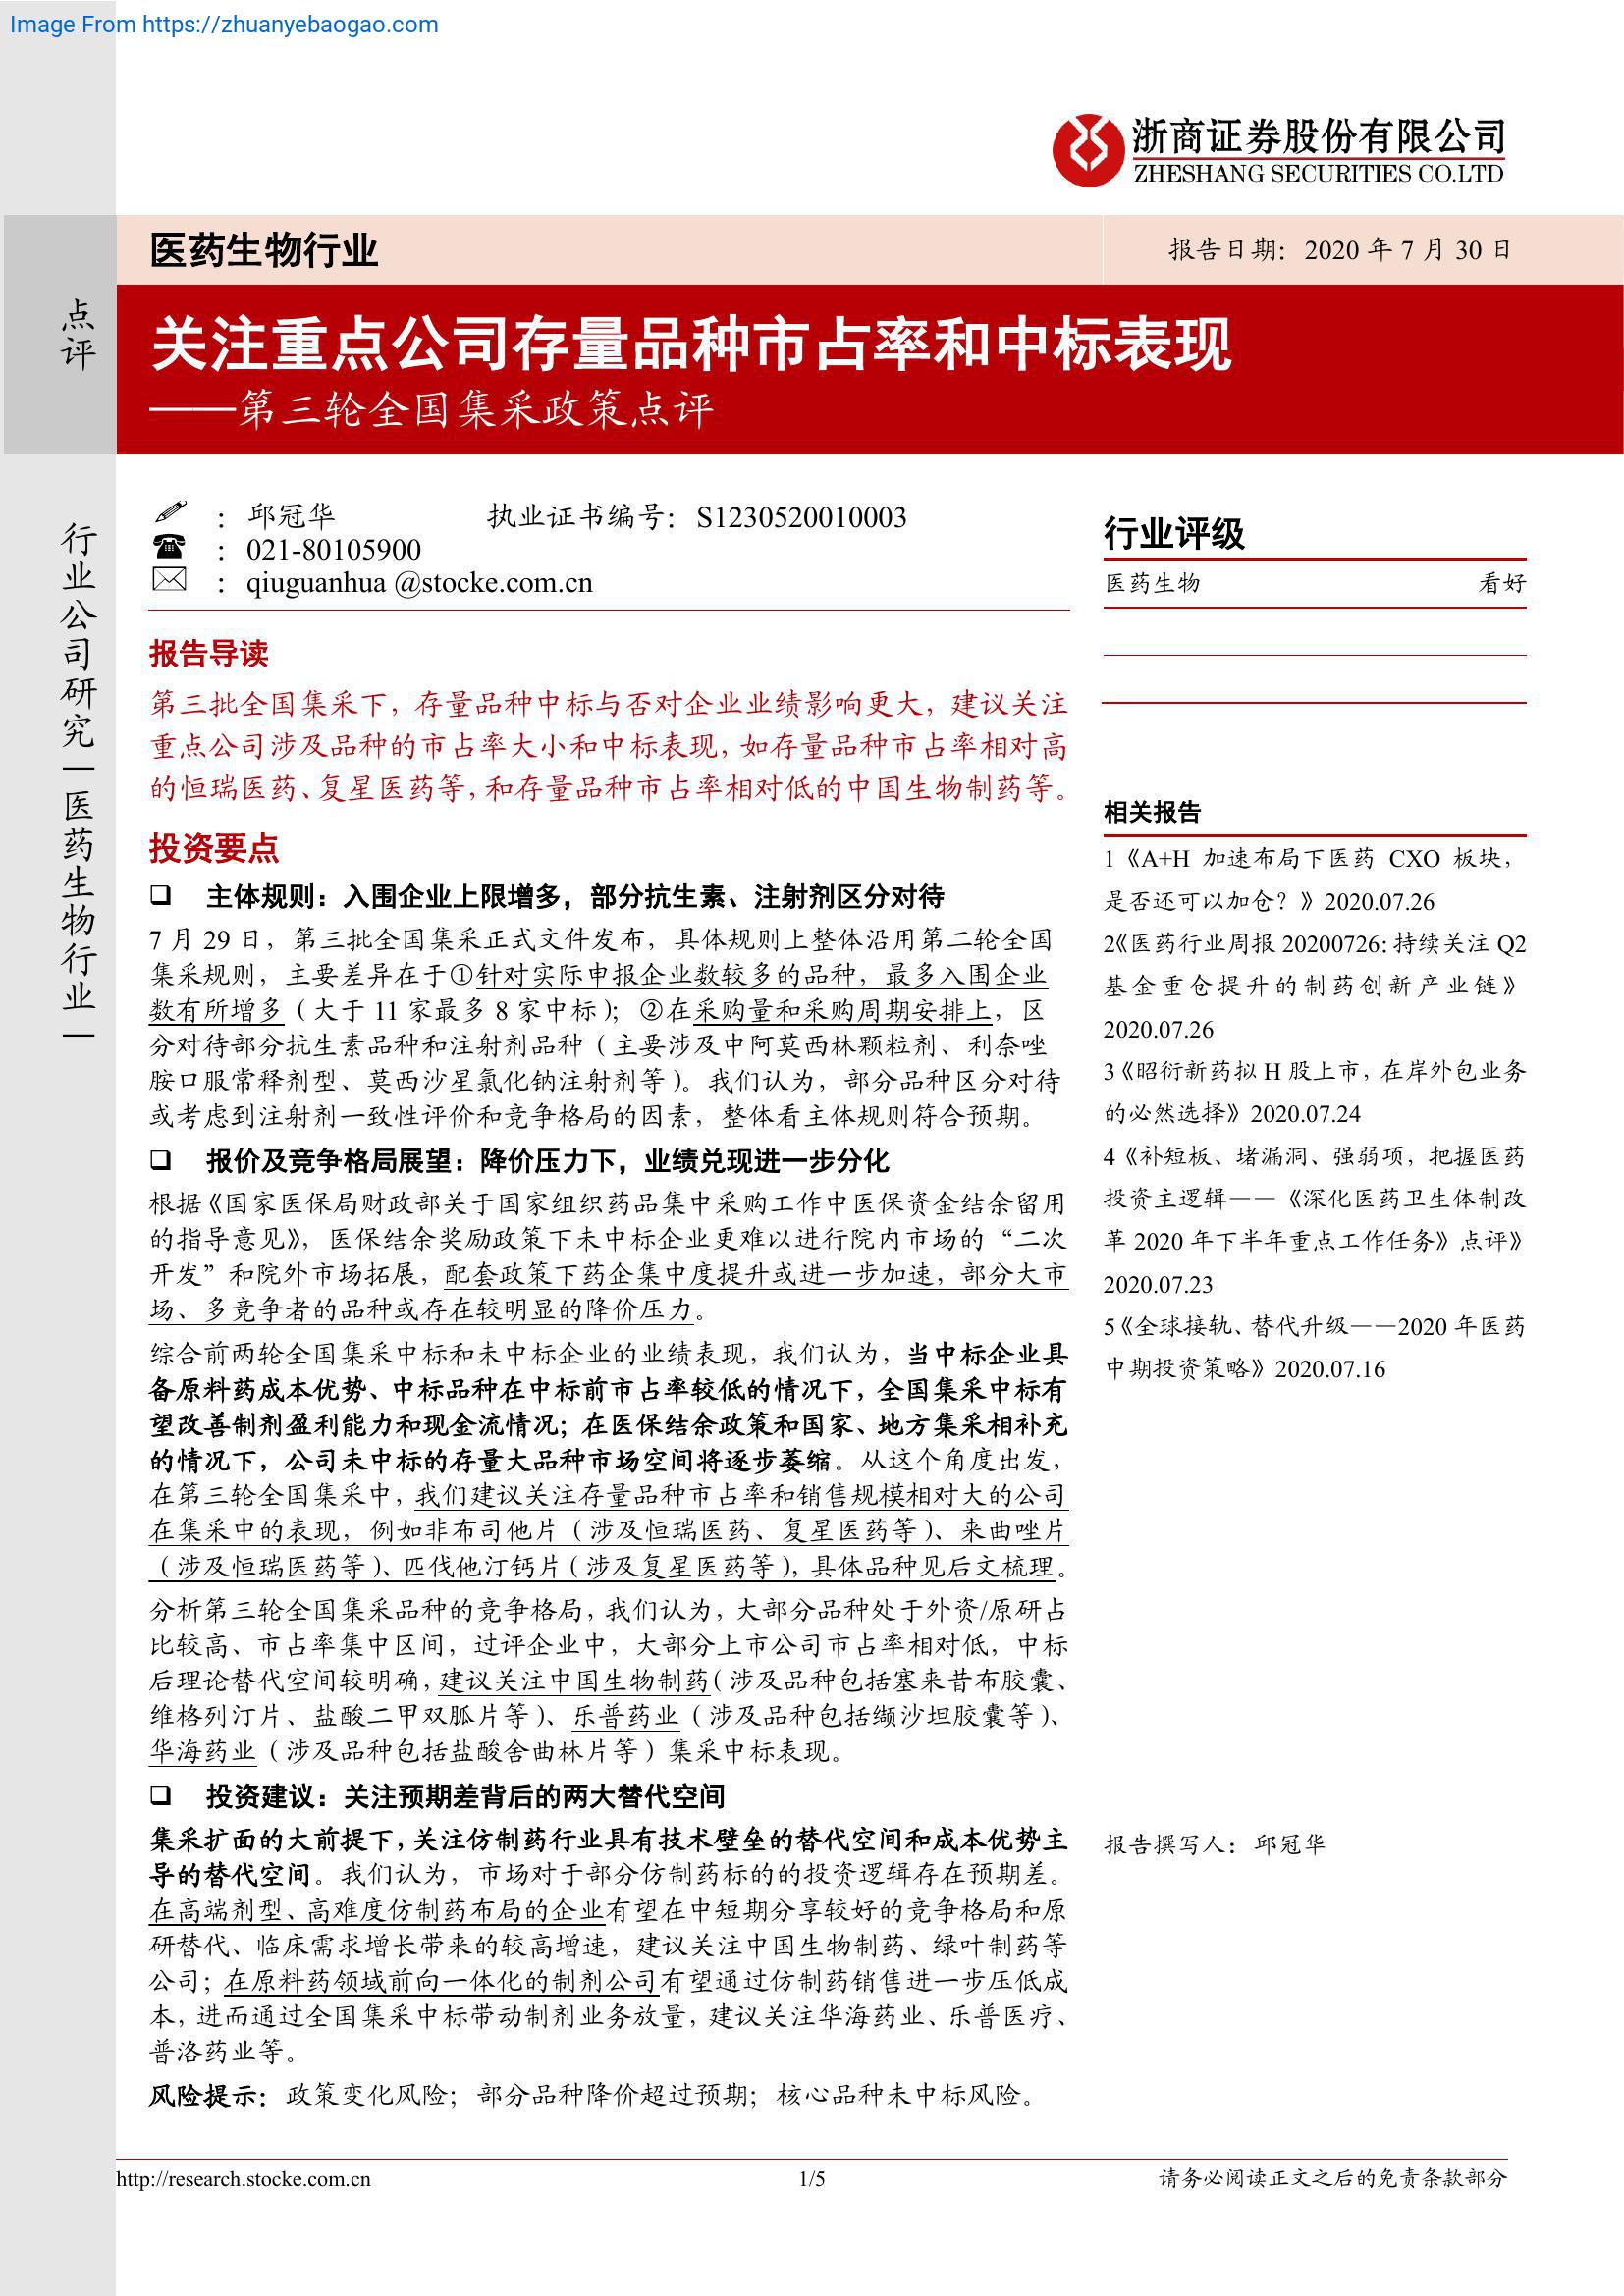 Image From https://zhuanyebaogao.com
浙商证券股份有限公司
ZHESHANG SECURITIES CO.LTD
医药生物行业
报告日期：2020 年 7 月 30 日
点评
关注重点公司存量品种市占率和中标表现
——第三轮全国集采政策点评
行业公司研究｜医药生物行业｜
：邱冠华 执业证书编号：S1230520010003
：021-80105900
：qiuguanhua @stocke.com.cn
报告导读
第三批全国集采下，存量品种中标与否对企业业绩影响更大，建议关注
重点公司涉及品种的市占率大小和中标表现，如存量品种市占率相对高
的恒瑞医药、复星医药等，和存量品种市占率相对低的中国生物制药等。
投资要点
❑ 主体规则：入围企业上限增多，部分抗生素、注射剂区分对待
7 月 29 日，第三批全国集采正式文件发布，具体规则上整体沿用第二轮全国
集采规则，主要差异在于①针对实际申报企业数较多的品种，最多入围企业
数有所增多（大于 11 家最多 8 家中标）；②在采购量和采购周期安排上，区
分对待部分抗生素品种和注射剂品种（主要涉及中阿莫西林颗粒剂、利奈唑
胺口服常释剂型、莫西沙星氯化钠注射剂等）。我们认为，部分品种区分对待
或考虑到注射剂一致性评价和竞争格局的因素，整体看主体规则符合预期。
❑ 报价及竞争格局展望：降价压力下，业绩兑现进一步分化
根据《国家医保局财政部关于国家组织药品集中采购工作中医保资金结余留用
的指导意见》，医保结余奖励政策下未中标企业更难以进行院内市场的“二次
开发”和院外市场拓展，配套政策下药企集中度提升或进一步加速，部分大市
场、多竞争者的品种或存在较明显的降价压力。
综合前两轮全国集采中标和未中标企业的业绩表现，我们认为，当中标企业具
备原料药成本优势、中标品种在中标前市占率较低的情况下，全国集采中标有
望改善制剂盈利能力和现金流情况；在医保结余政策和国家、地方集采相补充
的情况下，公司未中标的存量大品种市场空间将逐步萎缩。从这个角度出发，
在第三轮全国集采中，我们建议关注存量品种市占率和销售规模相对大的公司
在集采中的表现，例如非布司他片（涉及恒瑞医药、复星医药等）、来曲唑片
（涉及恒瑞医药等）、匹伐他汀钙片（涉及复星医药等），具体品种见后文梳理。
分析第三轮全国集采品种的竞争格局，我们认为，大部分品种处于外资/原研占
比较高、市占率集中区间，过评企业中，大部分上市公司市占率相对低，中标
后理论替代空间较明确，建议关注中国生物制药（涉及品种包括塞来昔布胶囊、
维格列汀片、盐酸二甲双胍片等）、乐普药业（涉及品种包括缬沙坦胶囊等）、
华海药业（涉及品种包括盐酸舍曲林片等）集采中标表现。
❑ 投资建议：关注预期差背后的两大替代空间
集采扩面的大前提下，关注仿制药行业具有技术壁垒的替代空间和成本优势主
导的替代空间。我们认为，市场对于部分仿制药标的的投资逻辑存在预期差。
在高端剂型、高难度仿制药布局的企业有望在中短期分享较好的竞争格局和原
研替代、临床需求增长带来的较高增速，建议关注中国生物制药、绿叶制药等
公司；在原料药领域前向一体化的制剂公司有望通过仿制药销售进一步压低成
本，进而通过全国集采中标带动制剂业务放量，建议关注华海药业、乐普医疗、
普洛药业等。
风险提示：政策变化风险；部分品种降价超过预期；核心品种未中标风险。
行业评级
医药生物 看好
相关报告
1《A+H 加速布局下医药 CXO 板块，
是否还可以加仓？》2020.07.26
2《医药行业周报 20200726：持续关注 Q2
基金重仓提升的制药创新产业链》
2020.07.26
3《昭衍新药拟 H 股上市，在岸外包业务
的必然选择》2020.07.24
4《补短板、堵漏洞、强弱项，把握医药
投资主逻辑——《深化医药卫生体制改
革 2020 年下半年重点工作任务》点评》
2020.07.23
5《全球接轨、替代升级——2020 年医药
中期投资策略》2020.07.16
报告撰写人：邱冠华
http://research.stocke.com.cn 1/5 请务必阅读正文之后的免责条款部分